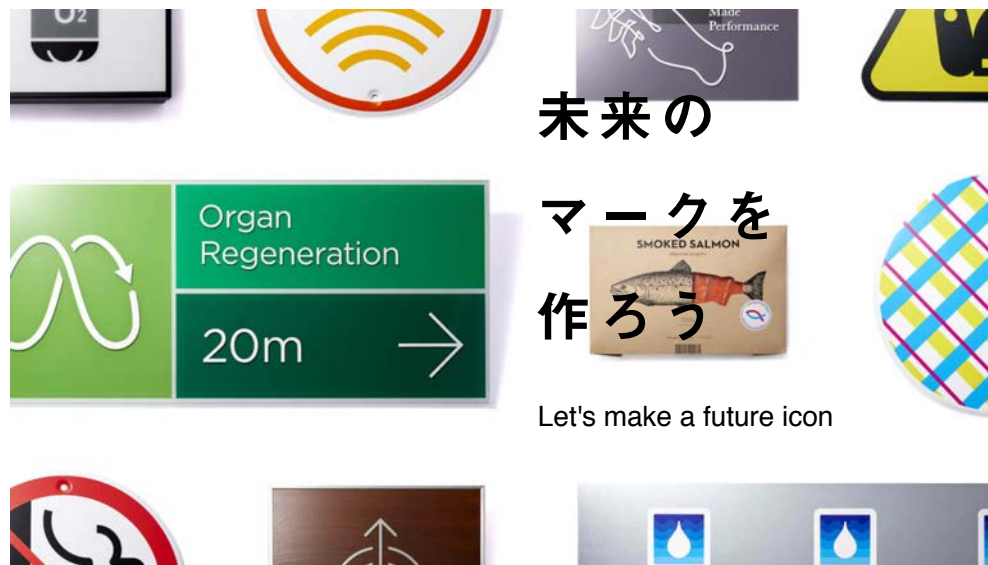 O₂
Made
Performance
未来の
マークを
作ろう
Organ
Regeneration
20m
SMOKED SALMON
Let's make a future icon